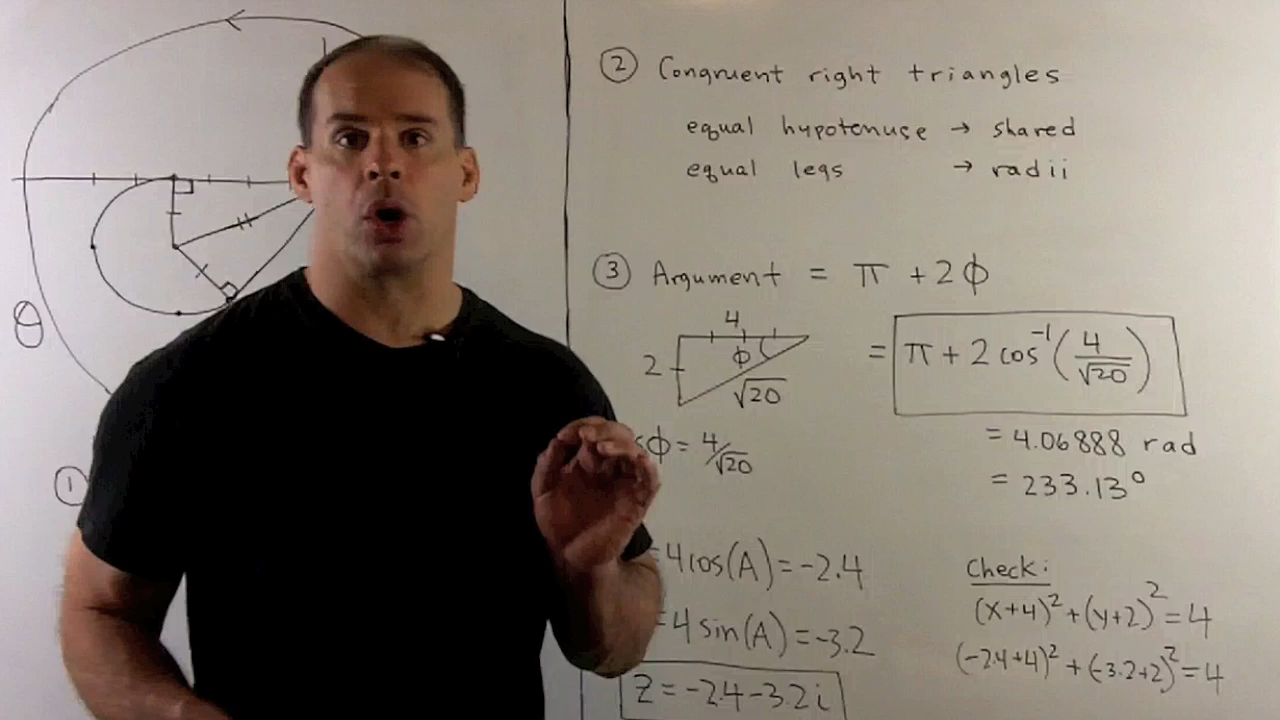 θ
①
② Congruent right triangles
equal hypotenuse → shared
equal legs → radii
③ Argument = π + 2ϕ
4
2
ϕ
√20
= π + 2 cos⁻¹(4/√20)
sϕ = 4/√20
= 4.06888 rad
= 233.13°
= 4cos(A) = -2.4
= 4 sin(A) = -3.2
Z = -2.4 - 3.2i
Check:
(x+4)² + (y+2)² = 4
(-2.4+4)² + (-3.2+2)² = 4